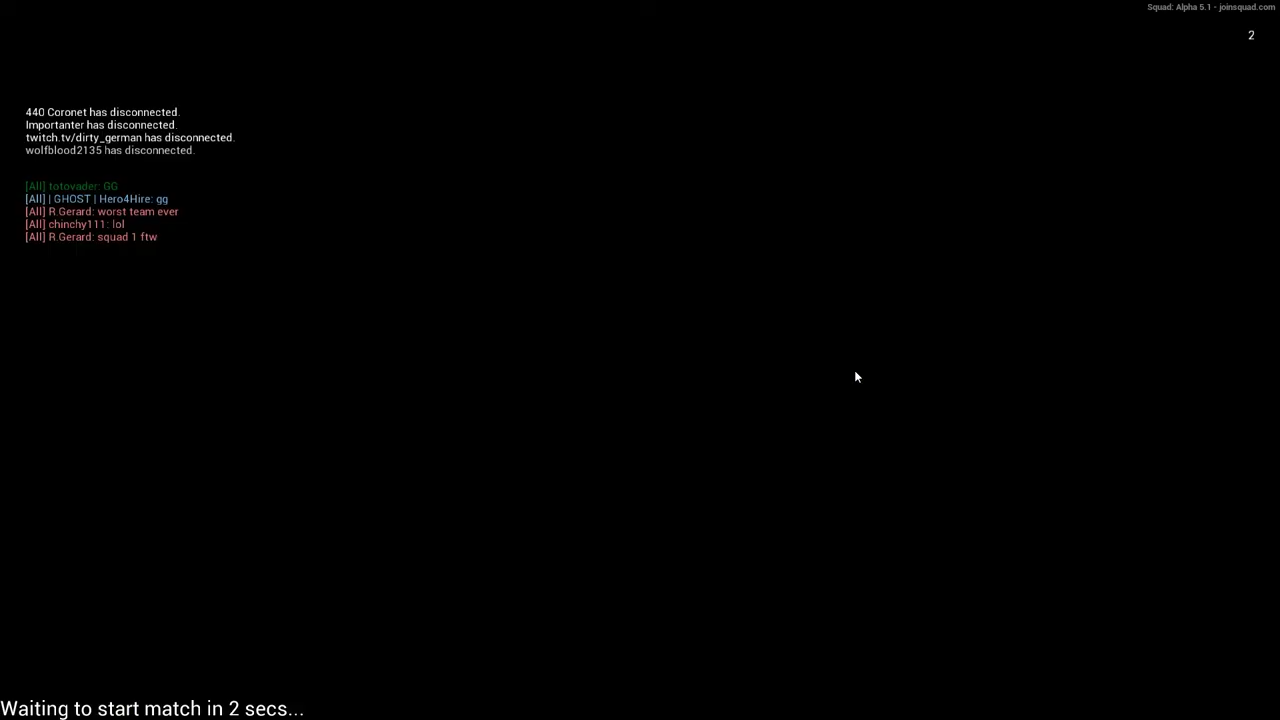 Squad: Alpha 5.1 - joinsquad.com
2
440 Coronet has disconnected.
Importanter has disconnected.
twitch.tv/dirty_german has disconnected.
wolfblood2135 has disconnected.
[All] totovader: GG
[All] | GHOST | Hero4Hire: gg
[All] R.Gerard: worst team ever
[All] chinchy111: lol
[All] R.Gerard: squad 1 ftw
Waiting to start match in 2 secs...